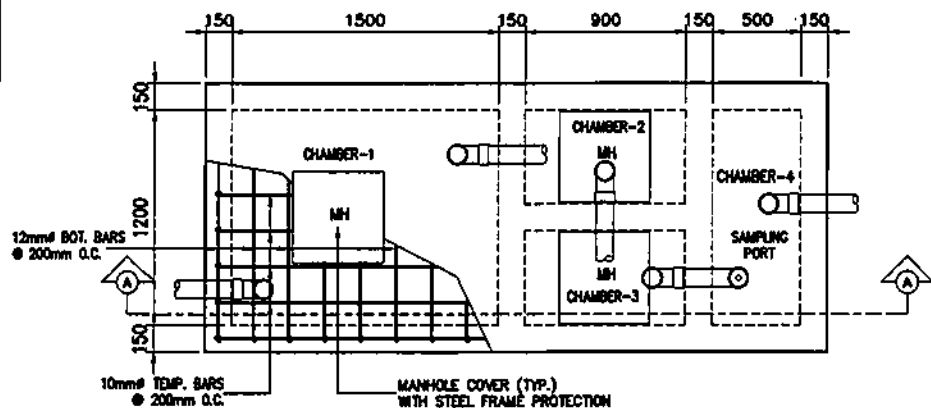 150 1500 150 900 150 500 150
150
1200
150
CHAMBER-1
MH
CHAMBER-2
MH
MH
CHAMBER-3
CHAMBER-4
SAMPLING
PORT
12mmø BOT. BARS
@ 200mm O.C.
A
A
10mmø TEMP. BARS
@ 200mm O.C.
MANHOLE COVER (TYP.)
WITH STEEL FRAME PROTECTION